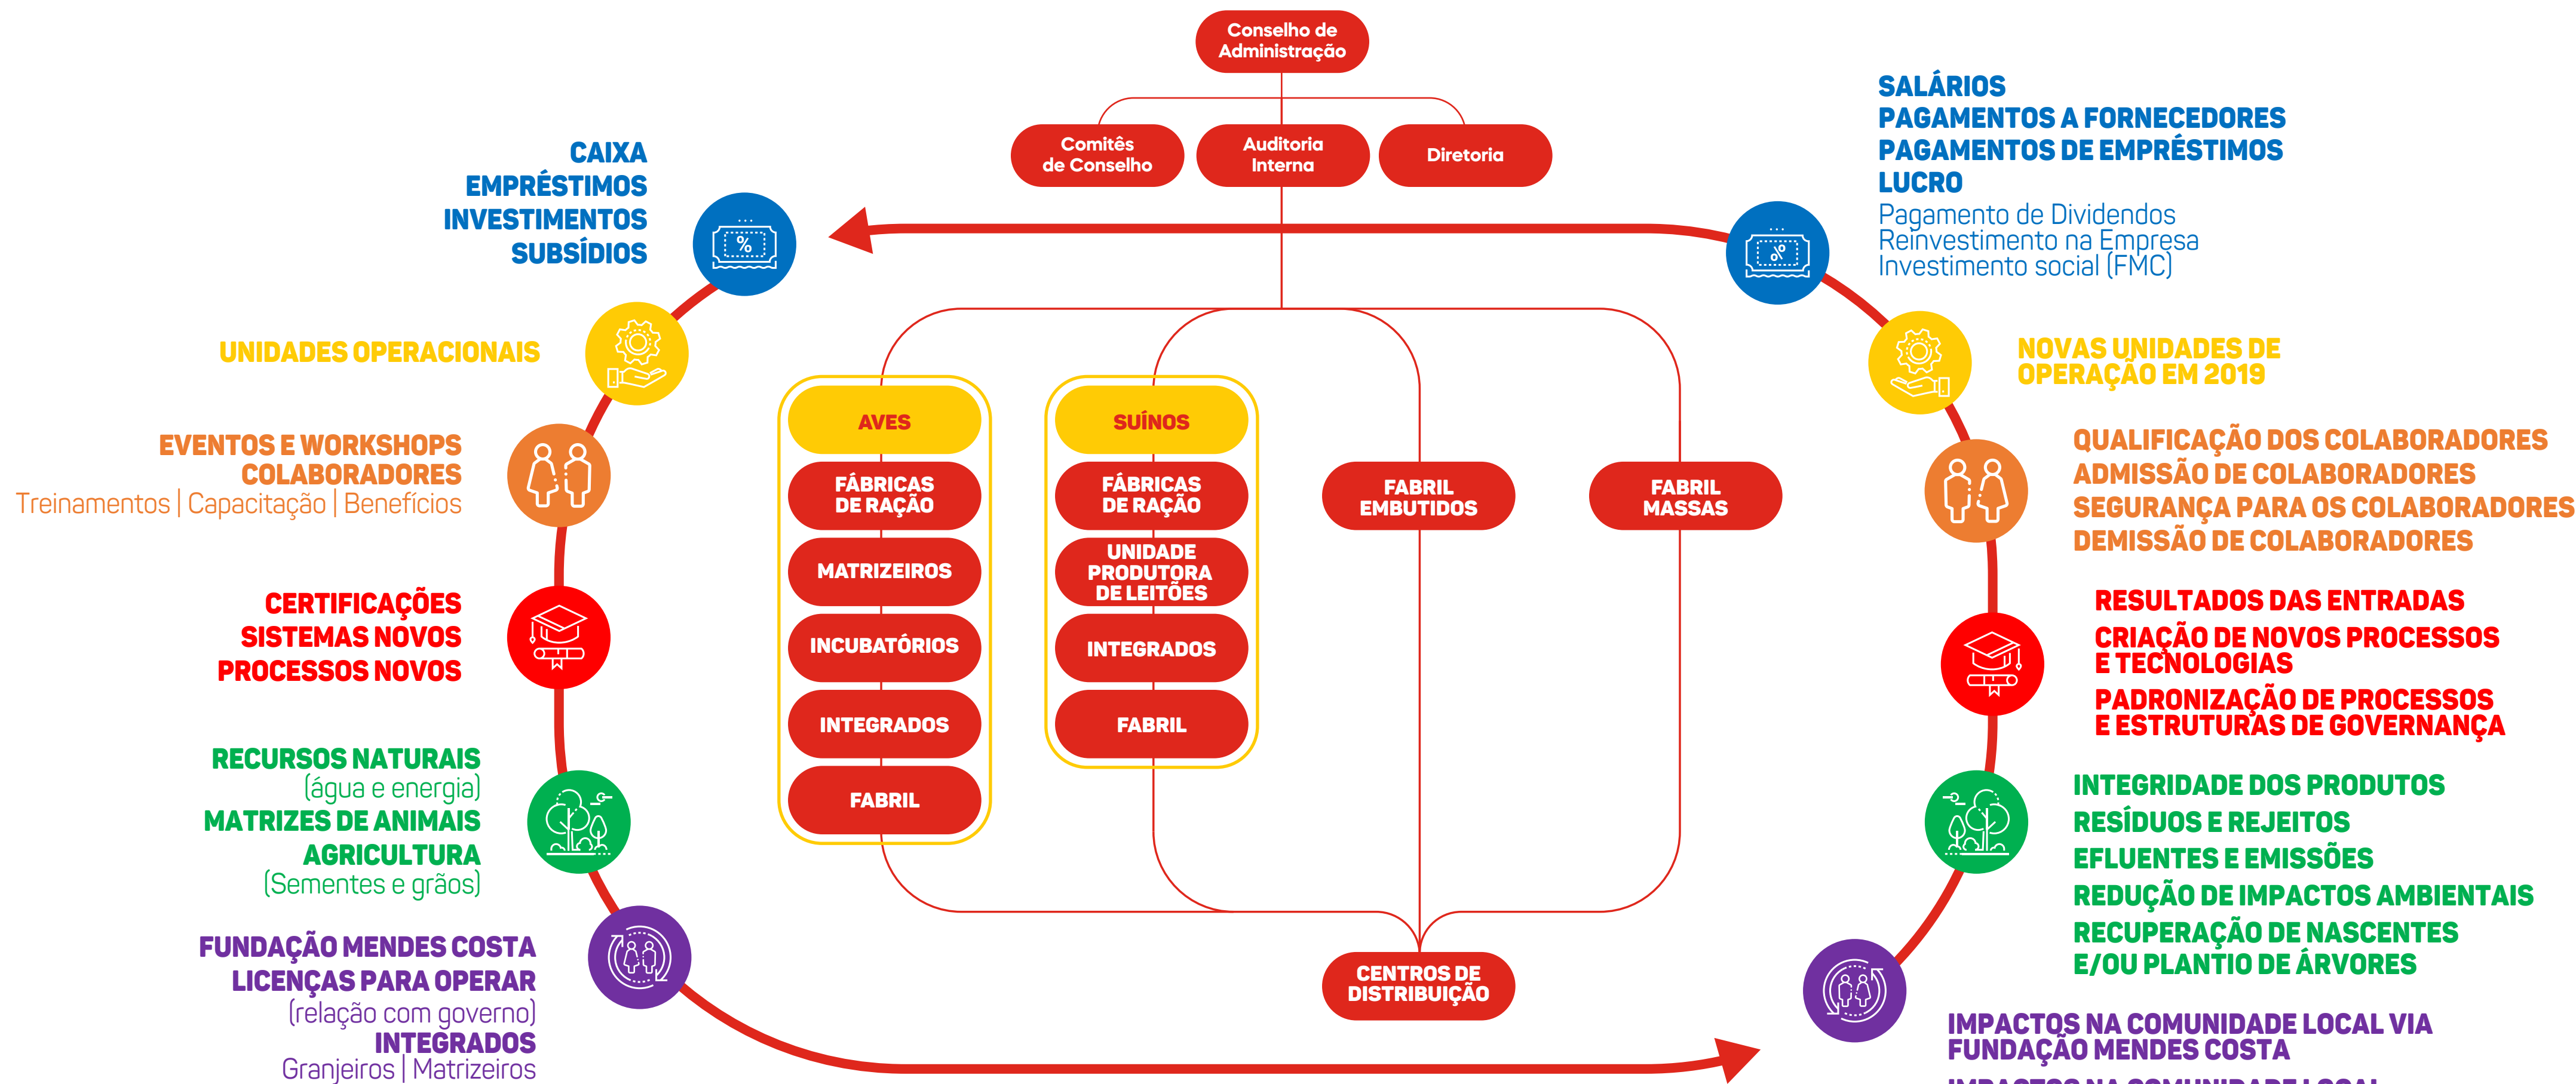 Conselho de
Administração
Comitês
de Conselho
Auditoria
Interna
Diretoria
CAIXA
EMPRÉSTIMOS
INVESTIMENTOS
SUBSÍDIOS
%
UNIDADES OPERACIONAIS
EVENTOS E WORKSHOPS
COLABORADORES
Treinamentos | Capacitação | Benefícios
CERTIFICAÇÕES
SISTEMAS NOVOS
PROCESSOS NOVOS
RECURSOS NATURAIS
(água e energia)
MATRIZES DE ANIMAIS
AGRICULTURA
(Sementes e grãos)
FUNDAÇÃO MENDES COSTA
LICENÇAS PARA OPERAR
(relação com governo)
INTEGRADOS
Granjeiros | Matrizeiros
AVES
FÁBRICAS
DE RAÇÃO
MATRIZEIROS
INCUBATÓRIOS
INTEGRADOS
FABRIL
SUÍNOS
FÁBRICAS
DE RAÇÃO
UNIDADE
PRODUTORA
DE LEITÕES
INTEGRADOS
FABRIL
FABRIL
EMBUTIDOS
FABRIL
MASSAS
CENTROS DE
DISTRIBUIÇÃO
SALÁRIOS
PAGAMENTOS A FORNECEDORES
PAGAMENTOS DE EMPRÉSTIMOS
LUCRO
Pagamento de Dividendos
Reinvestimento na Empresa
Investimento social (FMC)
%
NOVAS UNIDADES DE
OPERAÇÃO EM 2019
QUALIFICAÇÃO DOS COLABORADORES
ADMISSÃO DE COLABORADORES
SEGURANÇA PARA OS COLABORADORES
DEMISSÃO DE COLABORADORES
RESULTADOS DAS ENTRADAS
CRIAÇÃO DE NOVOS PROCESSOS
E TECNOLOGIAS
PADRONIZAÇÃO DE PROCESSOS
E ESTRUTURAS DE GOVERNANÇA
INTEGRIDADE DOS PRODUTOS
RESÍDUOS E REJEITOS
EFLUENTES E EMISSÕES
REDUÇÃO DE IMPACTOS AMBIENTAIS
RECUPERAÇÃO DE NASCENTES
E/OU PLANTIO DE ÁRVORES
IMPACTOS NA COMUNIDADE LOCAL VIA
FUNDAÇÃO MENDES COSTA
IMPACTOS NA COMUNIDADE LOCAL